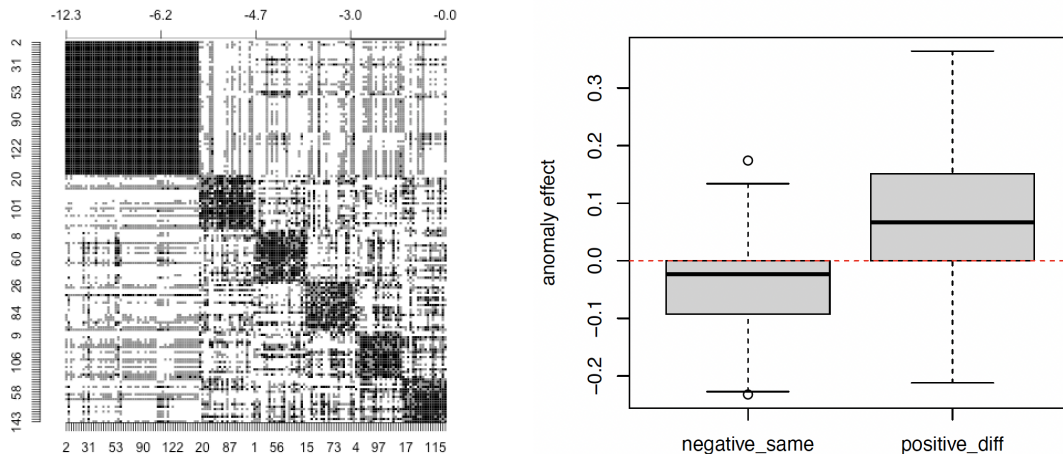 -12.3 -6.2 -4.7 -3.0 -0.0
2 31 53 90 122 20 101 8 60 26 84 9 106 58 143
2 31 53 90 122 20 87 1 56 15 73 4 97 17 115
anomaly effect
0.3
0.2
0.1
0.0
−0.1
−0.2
negative_same positive_diff